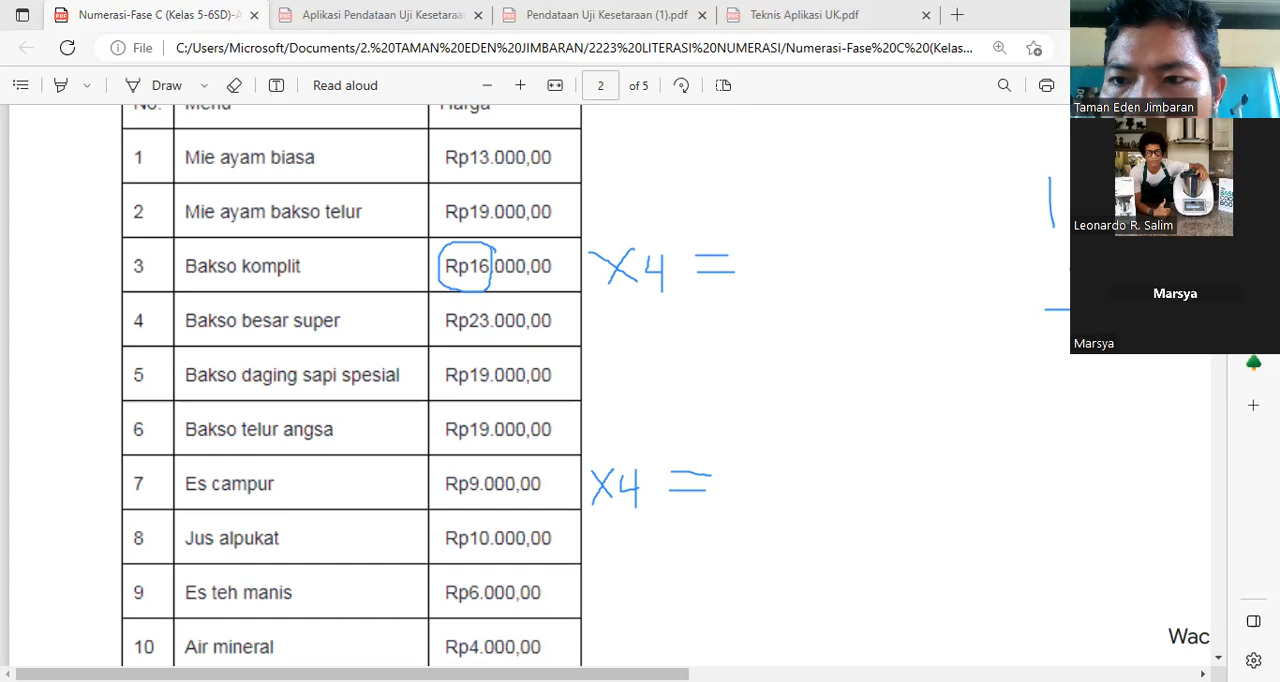 Numerasi-Fase C (Kelas 5-6SD)-A
Aplikasi Pendataan Uji Kesetaraan
Pendataan Uji Kesetaraan (1).pdf
Teknis Aplikasi UK.pdf
File
C:/Users/Microsoft/Documents/2.%20TAMAN%20EDEN%20JIMBARAN/2223%20LITERASI%20NUMERASI/Numerasi-Fase%20C%20(Kelas...
Draw
Read aloud
2 of 5
No. Menu Harga
1 Mie ayam biasa Rp13.000,00
2 Mie ayam bakso telur Rp19.000,00
3 Bakso komplit Rp16.000,00 X4 =
4 Bakso besar super Rp23.000,00
5 Bakso daging sapi spesial Rp19.000,00
6 Bakso telur angsa Rp19.000,00
7 Es campur Rp9.000,00 X4 =
8 Jus alpukat Rp10.000,00
9 Es teh manis Rp6.000,00
10 Air mineral Rp4.000,00
Wac
Taman Eden Jimbaran
Leonardo R. Salim
Marsya
Marsya